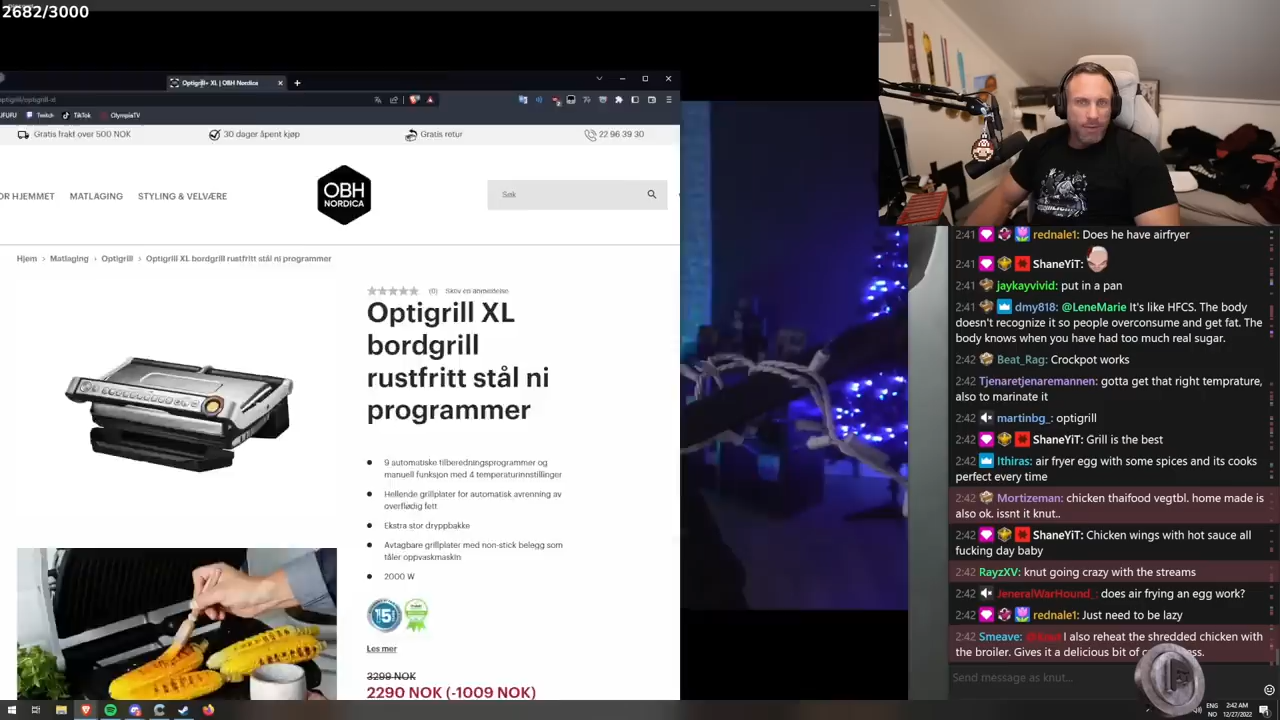 2682/3000
Optigrill+ XL | OBH Nordica
optigrill/optigrill-xl
Twitch
TikTok
OlympiaTV
Gratis frakt over 500 NOK
30 dager åpent kjøp
Gratis retur
22 96 39 30
OR HJEMMET
MATLAGING
STYLING & VELVÆRE
OBH
NORDICA
Søk
Hjem > Matlaging > Optigrill > Optigrill XL bordgrill rustfritt stål ni programmer
(0) Skriv en anmeldelse
Optigrill XL
bordgrill
rustfritt stål ni
programmer
9 automatiske tilberedningsprogrammer og
manuell funksjon med 4 temperaturinnstillinger
Hellende grillplater for automatisk avrenning av
overflødig fett
Ekstra stor dryppbakke
Avtagbare grillplater med non-stick belegg som
tåler oppvaskmaskin
2000 W
15
Les mer
3299 NOK
2290 NOK (-1009 NOK)
2:41 rednale1: Does he have airfryer
2:41 ShaneYiT:
2:41 jaykayvivid: put in a pan
2:41 dmy818: @LeneMarie It's like HFCS. The body
doesn't recognize it so people overconsume and get fat. The
body knows when you have had too much real sugar.
2:42 Beat_Rag: Crockpot works
2:42 Tjenaretjenaremannen: gotta get that right temprature,
also to marinate it
2:42 martinbg_: optigrill
2:42 ShaneYiT: Grill is the best
2:42 Ithiras: air fryer egg with some spices and its cooks
perfect every time
2:42 Mortizeman: chicken thaifood vegtbl. home made is
also ok. issnt it knut..
2:42 ShaneYiT: Chicken wings with hot sauce all
fucking day baby
2:42 RayzXV: knut going crazy with the streams
2:42 JeneralWarHound_: does air frying an egg work?
2:42 rednale1: Just need to be lazy
2:42 Smeave: @Knut I also reheat the shredded chicken with
the broiler. Gives it a delicious bit of
Send message as knut...
ENG
NO
2:42 AM
12/27/2022